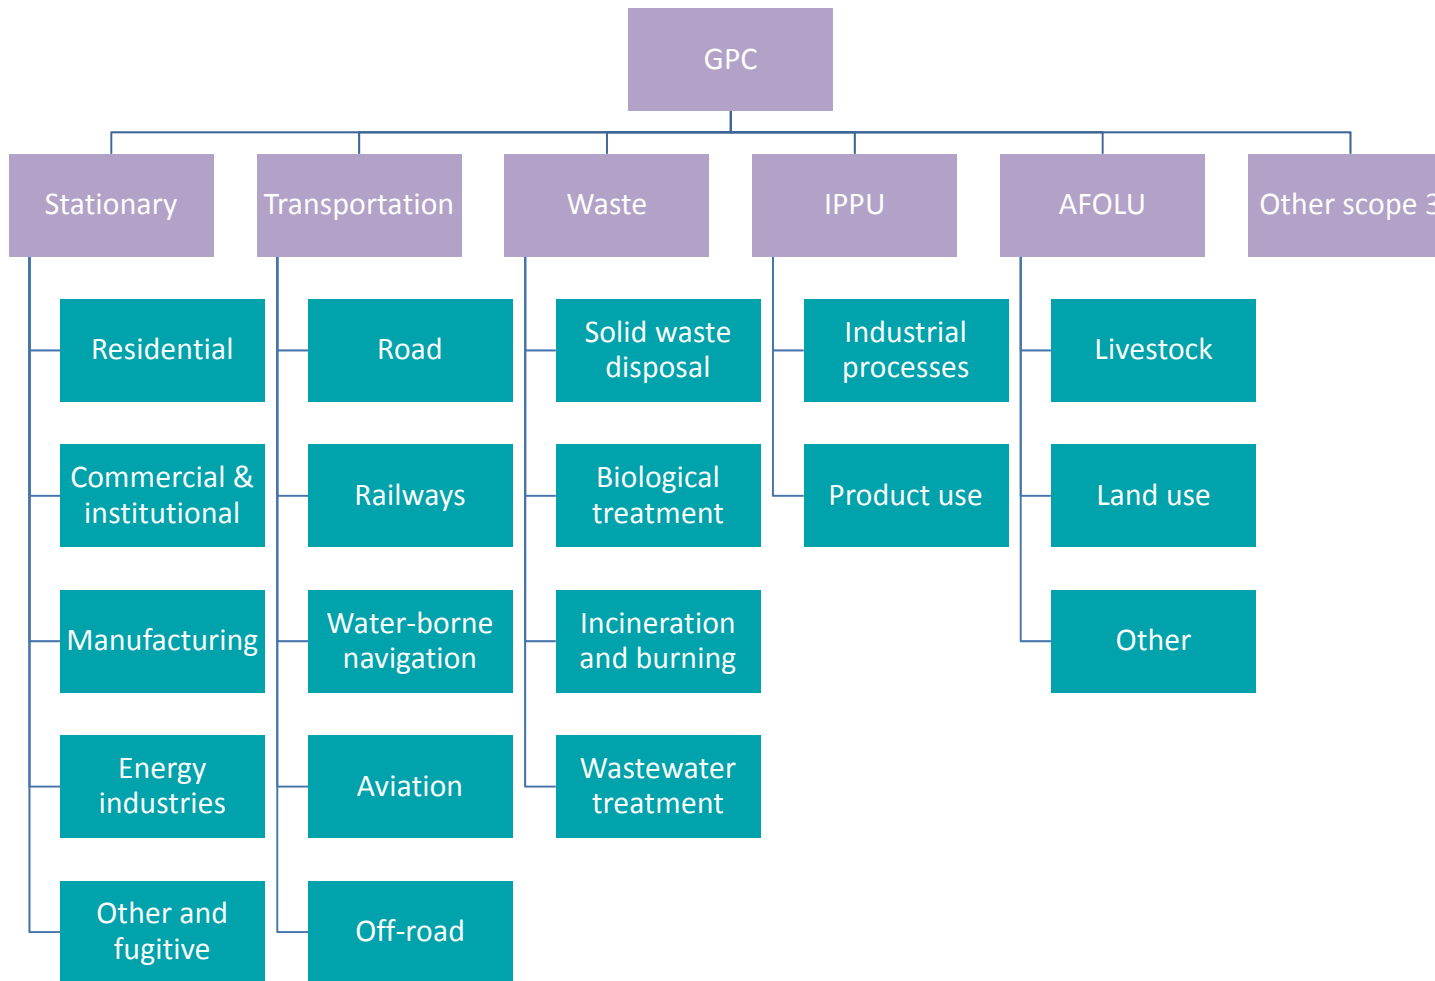 GPC
Stationary
Transportation
Waste
IPPU
AFOLU
Other scope 3
Residential
Commercial &
institutional
Manufacturing
Energy
industries
Other and
fugitive
Road
Railways
Water-borne
navigation
Aviation
Off-road
Solid waste
disposal
Biological
treatment
Incineration
and burning
Wastewater
treatment
Industrial
processes
Product use
Livestock
Land use
Other